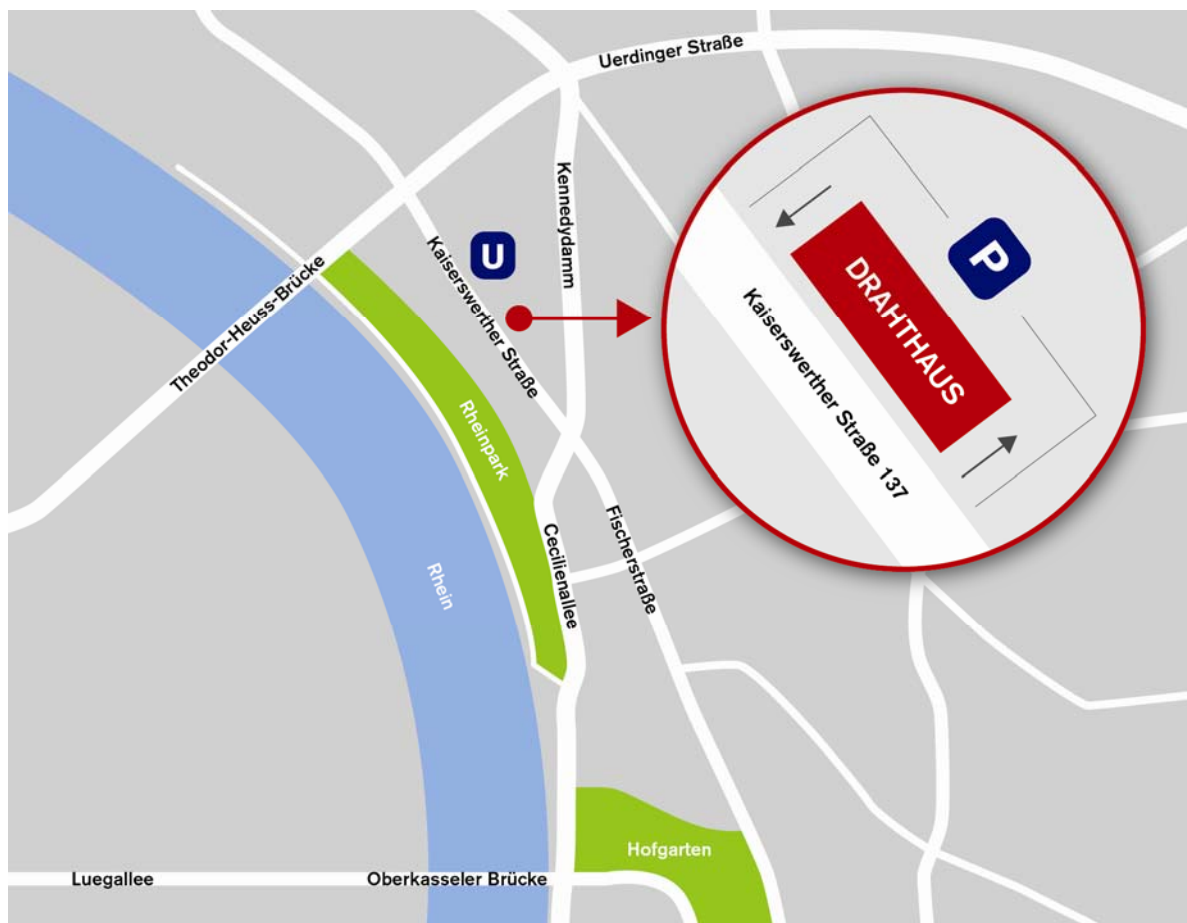 Uerdinger Straße
Kennedydamm
U
Kaiserswerther Straße
Theodor-Heuss-Brücke
P
DRAHTHAUS
Kaiserswerther Straße 137
Rheinpark
Rhein
Cecilienallee
Fischerstraße
Hofgarten
Luegallee
Oberkasseler Brücke